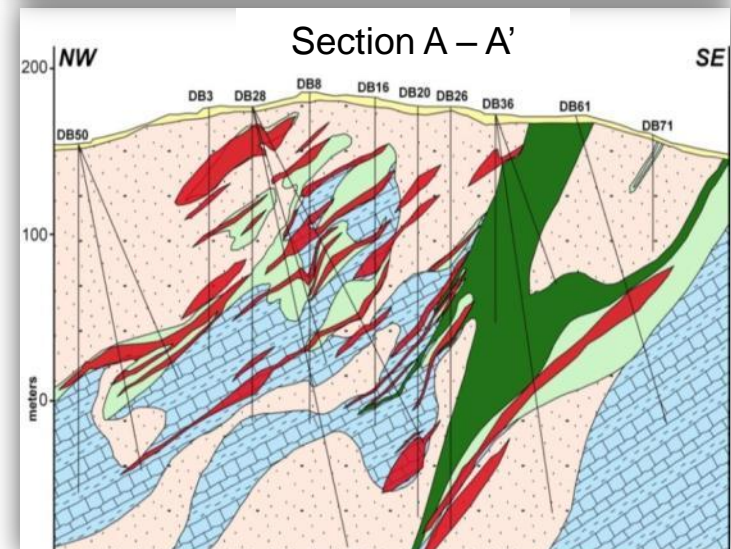 Section A – A'
NW
SE
200
DB50
DB3
DB28
DB8
DB16
DB20
DB26
DB36
DB61
DB71
100
0
meters